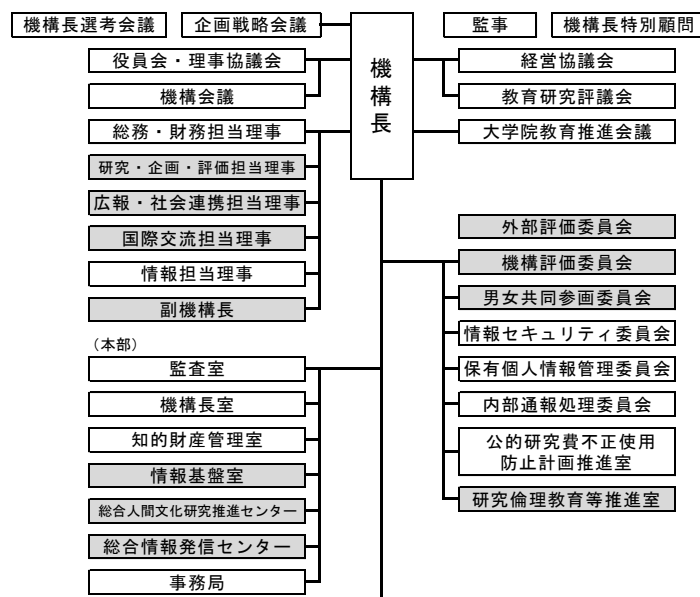 機構長選考会議
企画戦略会議
監事
機構長特別顧問
機構長
役員会・理事協議会
機構会議
総務・財務担当理事
研究・企画・評価担当理事
広報・社会連携担当理事
国際交流担当理事
情報担当理事
副機構長
経営協議会
教育研究評議会
大学院教育推進会議
外部評価委員会
機構評価委員会
男女共同参画委員会
情報セキュリティ委員会
保有個人情報管理委員会
内部通報処理委員会
公的研究費不正使用
防止計画推進室
研究倫理教育等推進室
（本部）
監査室
機構長室
知的財産管理室
情報基盤室
総合人間文化研究推進センター
総合情報発信センター
事務局